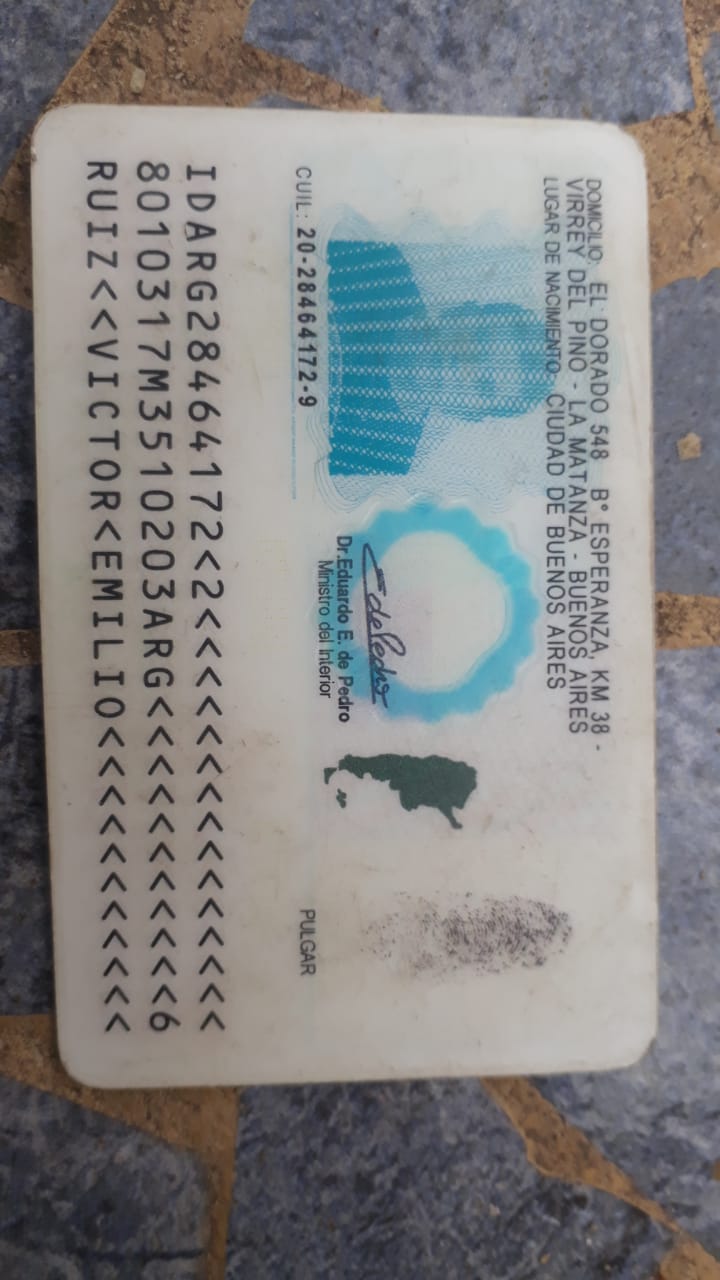 DOMICILIO: EL DORADO 548 B° ESPERANZA, KM 38 -
VIRREY DEL PINO - LA MATANZA - BUENOS AIRES
LUGAR DE NACIMIENTO: CIUDAD DE BUENOS AIRES
EdePedro
Dr.Eduardo E. de Pedro
Ministro del Interior
CUIL: 20-28464172-9
PULGAR
IDARG28464172<2<<<<<<<<<<<<<<<
8010317M3510203ARG<<<<<<<<<<<6
RUIZ<<VICTOR<EMILIO<<<<<<<<<<<